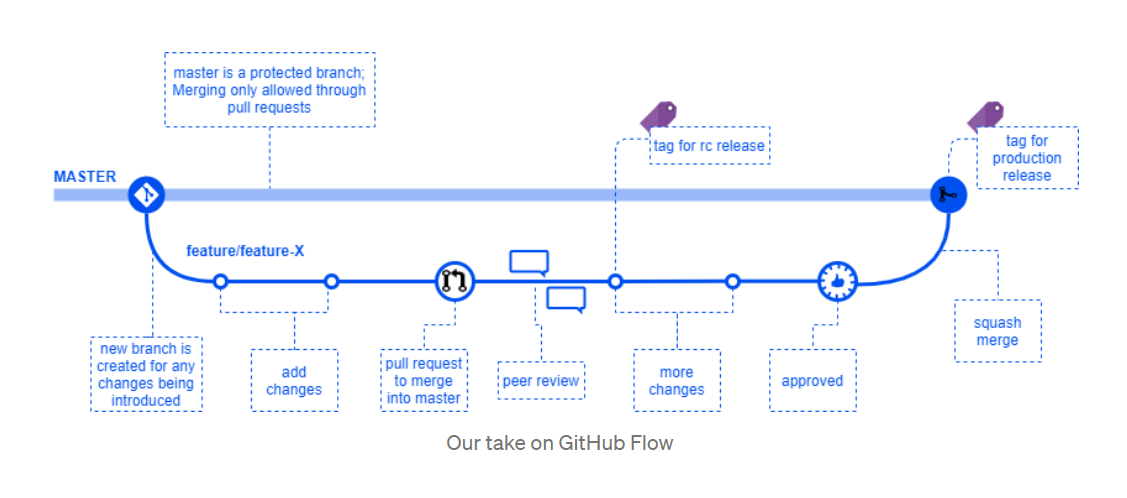 master is a protected branch;
Merging only allowed through
pull requests
tag for rc release
tag for
production
release
MASTER
feature/feature-X
new branch is
created for any
changes being
introduced
add
changes
pull request
to merge
into master
peer review
more
changes
approved
squash
merge
Our take on GitHub Flow